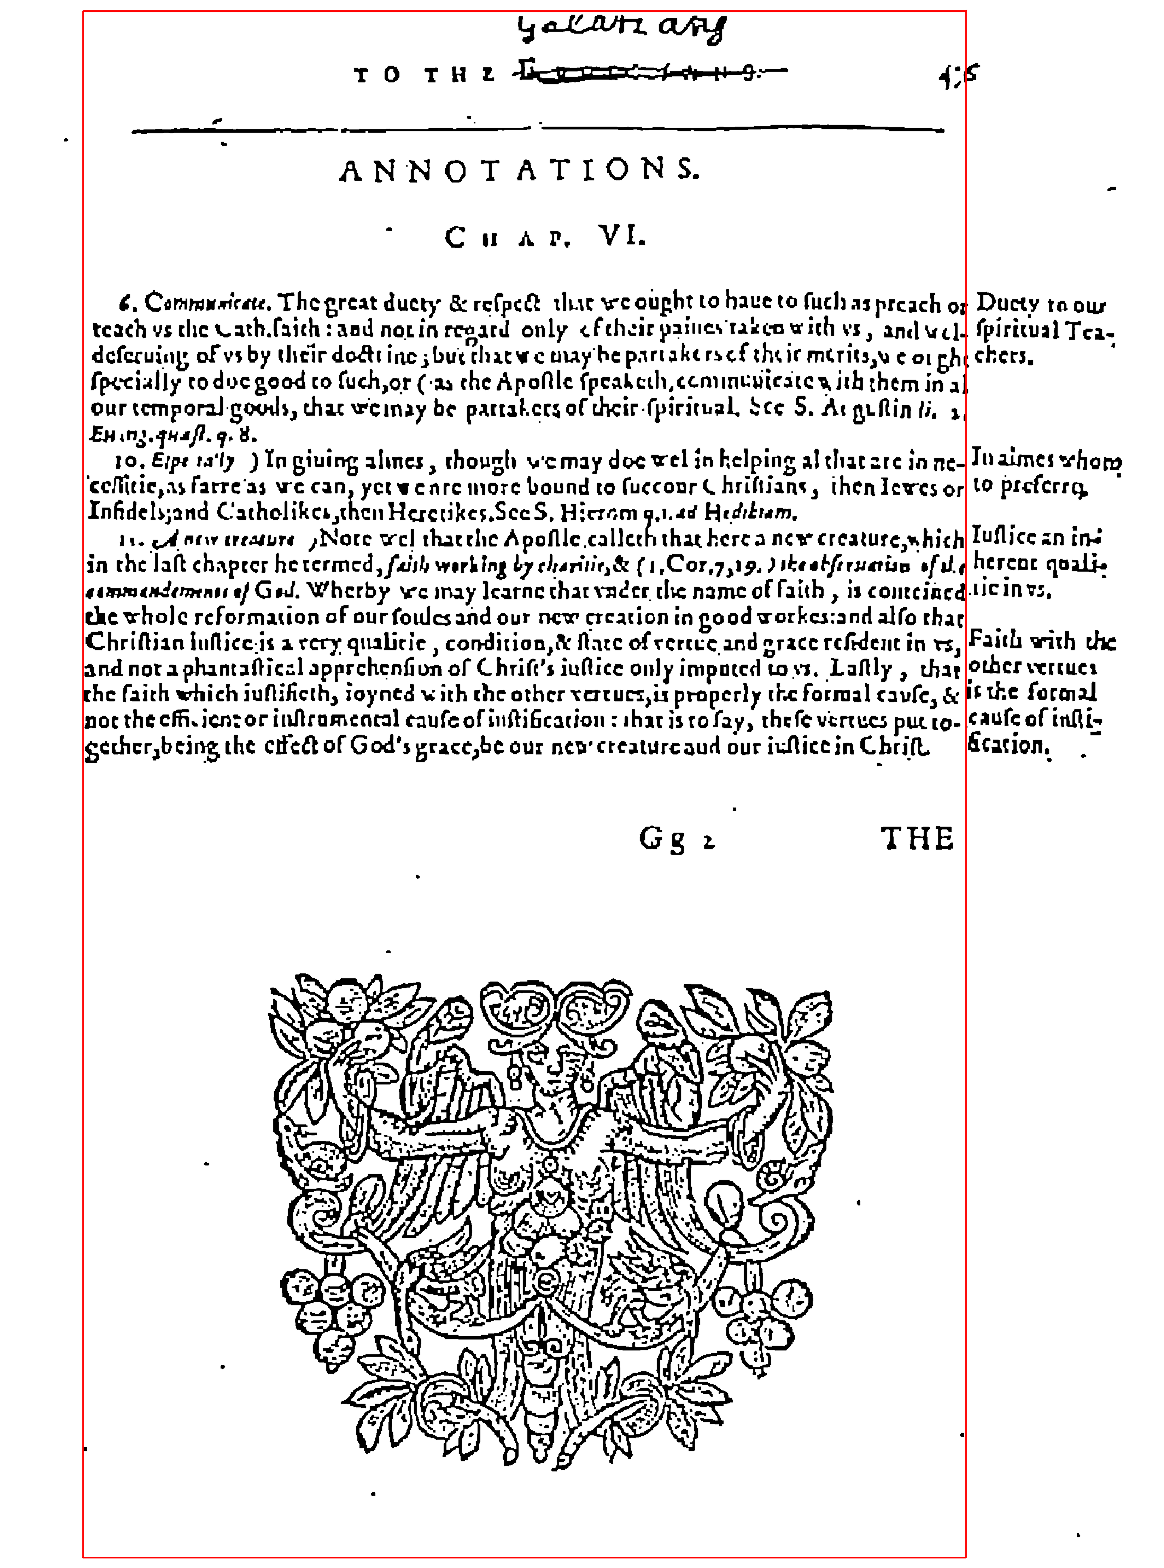 Galatians
TO THE
ANNOTATIONS.
CHAP. VI.
6. Communicate. The great duety & respect that we ought to haue to such as preach or
teach vs the Cath. faith: and not in regard only of their paines taken with vs, and wel-
deseruing of vs by their doctrine; but that we may be partakers of their merits, we ought
specially to doe good to such, or (as the Apostle speaketh, communicate with them in al
our temporal goods, that we may be partakers of their spiritual. See S. Augustin li. 2.
Euang. quæst. q. 8.
10. In giuing almes, though we may doe wel in helping al that are in ne-
cessitie, as farre as we can, yet we are more bound to succour Christians, then Iewes or
Infidels; and Catholikes, then Heretikes. See S. Hierom q. 1. ad Hedibiam.
A new creature) Note wel that the Apostle calleth that here a new creature, which
in the last chapter he termed, faith working by charitie, & (1. Cor. 7, 19.) the obseruation of the
commandements of God. Wherby we may learne that vnder the name of faith, is conteined
the whole reformation of our soules and our new creation in good workes: and also that
Christian iustice is a very qualitie, condition, & state of vertue and grace resident in vs,
and not a phantastical apprehension of Christ's iustice only imputed to vs. Lastly, that
the faith which iustifieth, ioyned with the other vertues, is properly the formal cause, &
not the efficient or instrumental cause of iustification: that is to say, these vertues put to-
gether, being the effect of God's grace, be our new creature aud our iustice in Christ.
Duety to our
spiritual Tea-
chers.
In almes whom
to preferre.
Iustice an in-
herent quali-
tie in vs.
Faith with the
other vertues
is the formal
cause of iusti-
fication.
Gg 2 THE